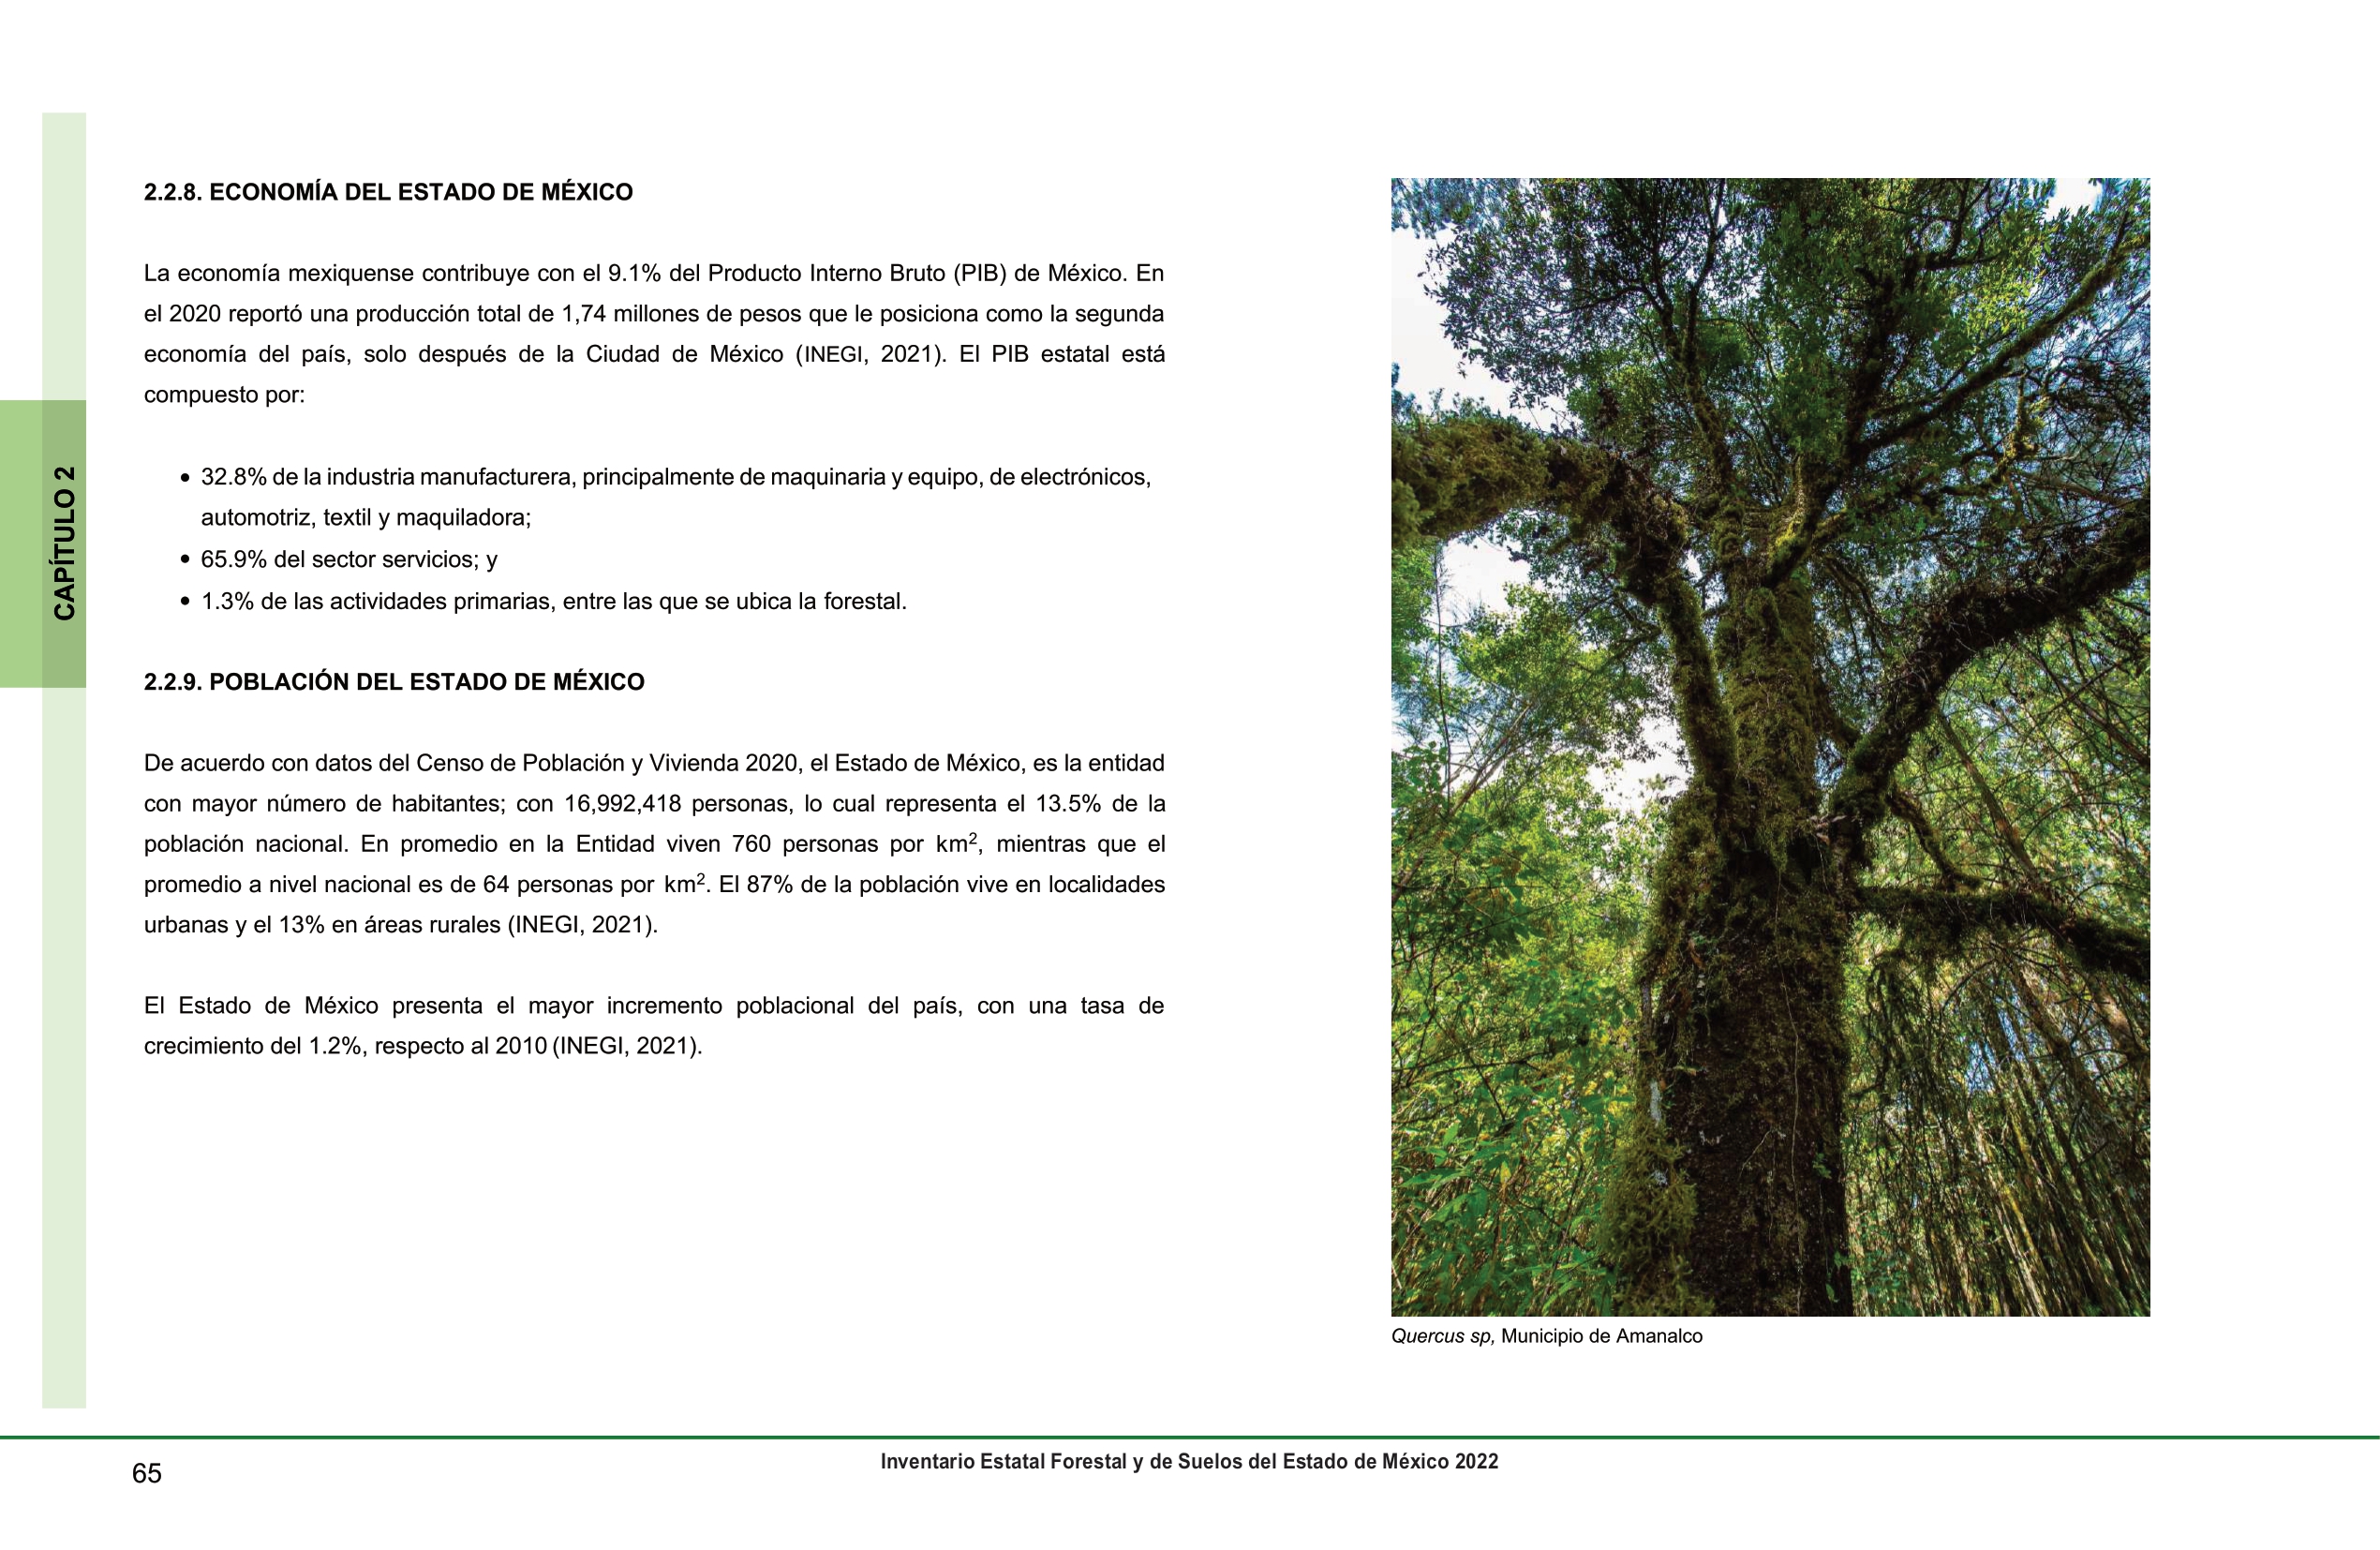 CAPÍTULO 2
2.2.8. ECONOMÍA DEL ESTADO DE MÉXICO
La economía mexiquense contribuye con el 9.1% del Producto Interno Bruto (PIB) de México. En
el 2020 reportó una producción total de 1,74 millones de pesos que le posiciona como la segunda
economía del país, solo después de la Ciudad de México (INEGI, 2021). El PIB estatal está
compuesto por:
• 32.8% de la industria manufacturera, principalmente de maquinaria y equipo, de electrónicos,
automotriz, textil y maquiladora;
• 65.9% del sector servicios; y
• 1.3% de las actividades primarias, entre las que se ubica la forestal.
2.2.9. POBLACIÓN DEL ESTADO DE MÉXICO
De acuerdo con datos del Censo de Población y Vivienda 2020, el Estado de México, es la entidad
con mayor número de habitantes; con 16,992,418 personas, lo cual representa el 13.5% de la
población nacional. En promedio en la Entidad viven 760 personas por km², mientras que el
promedio a nivel nacional es de 64 personas por km². El 87% de la población vive en localidades
urbanas y el 13% en áreas rurales (INEGI, 2021).
El Estado de México presenta el mayor incremento poblacional del país, con una tasa de
crecimiento del 1.2%, respecto al 2010 (INEGI, 2021).
Quercus sp, Municipio de Amanalco
Inventario Estatal Forestal y de Suelos del Estado de México 2022
65